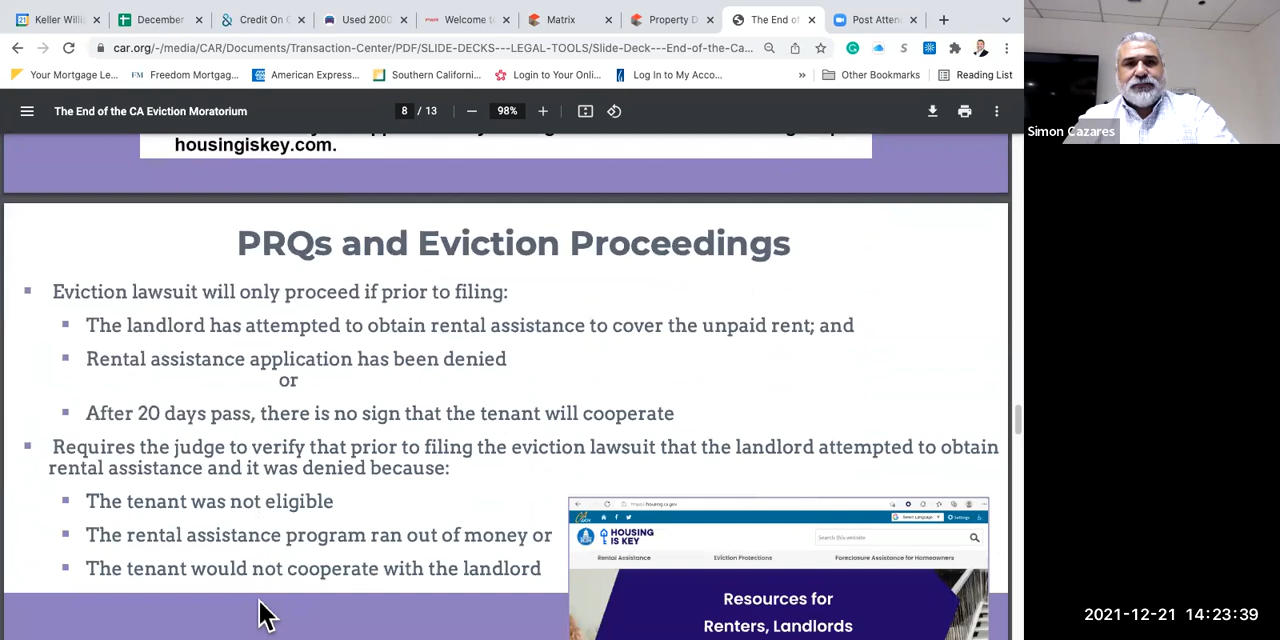 Keller Willi
December
Credit On
Used 2000
Welcome t
Matrix
Property D
The End of
Post Atten
car.org/-/media/CAR/Documents/Transaction-Center/PDF/SLIDE-DECKS---LEGAL-TOOLS/Slide-Deck---End-of-the-Ca...
Your Mortgage Le...
FM Freedom Mortgag...
American Express...
Southern Californi...
Login to Your Onli...
Log In to My Acco...
»
Other Bookmarks
Reading List
The End of the CA Eviction Moratorium
8 / 13
98%
Simon Cazares
housingiskey.com.
PRQs and Eviction Proceedings
Eviction lawsuit will only proceed if prior to filing:
The landlord has attempted to obtain rental assistance to cover the unpaid rent; and
Rental assistance application has been denied
or
After 20 days pass, there is no sign that the tenant will cooperate
Requires the judge to verify that prior to filing the eviction lawsuit that the landlord attempted to obtain
rental assistance and it was denied because:
The tenant was not eligible
The rental assistance program ran out of money or
The tenant would not cooperate with the landlord
Select Language
Settings
HOUSING
IS KEY
Search this website
Rental Assistance
Eviction Protections
Foreclosure Assistance for Homeowners
Resources for
Renters, Landlords
2021-12-21 14:23:39